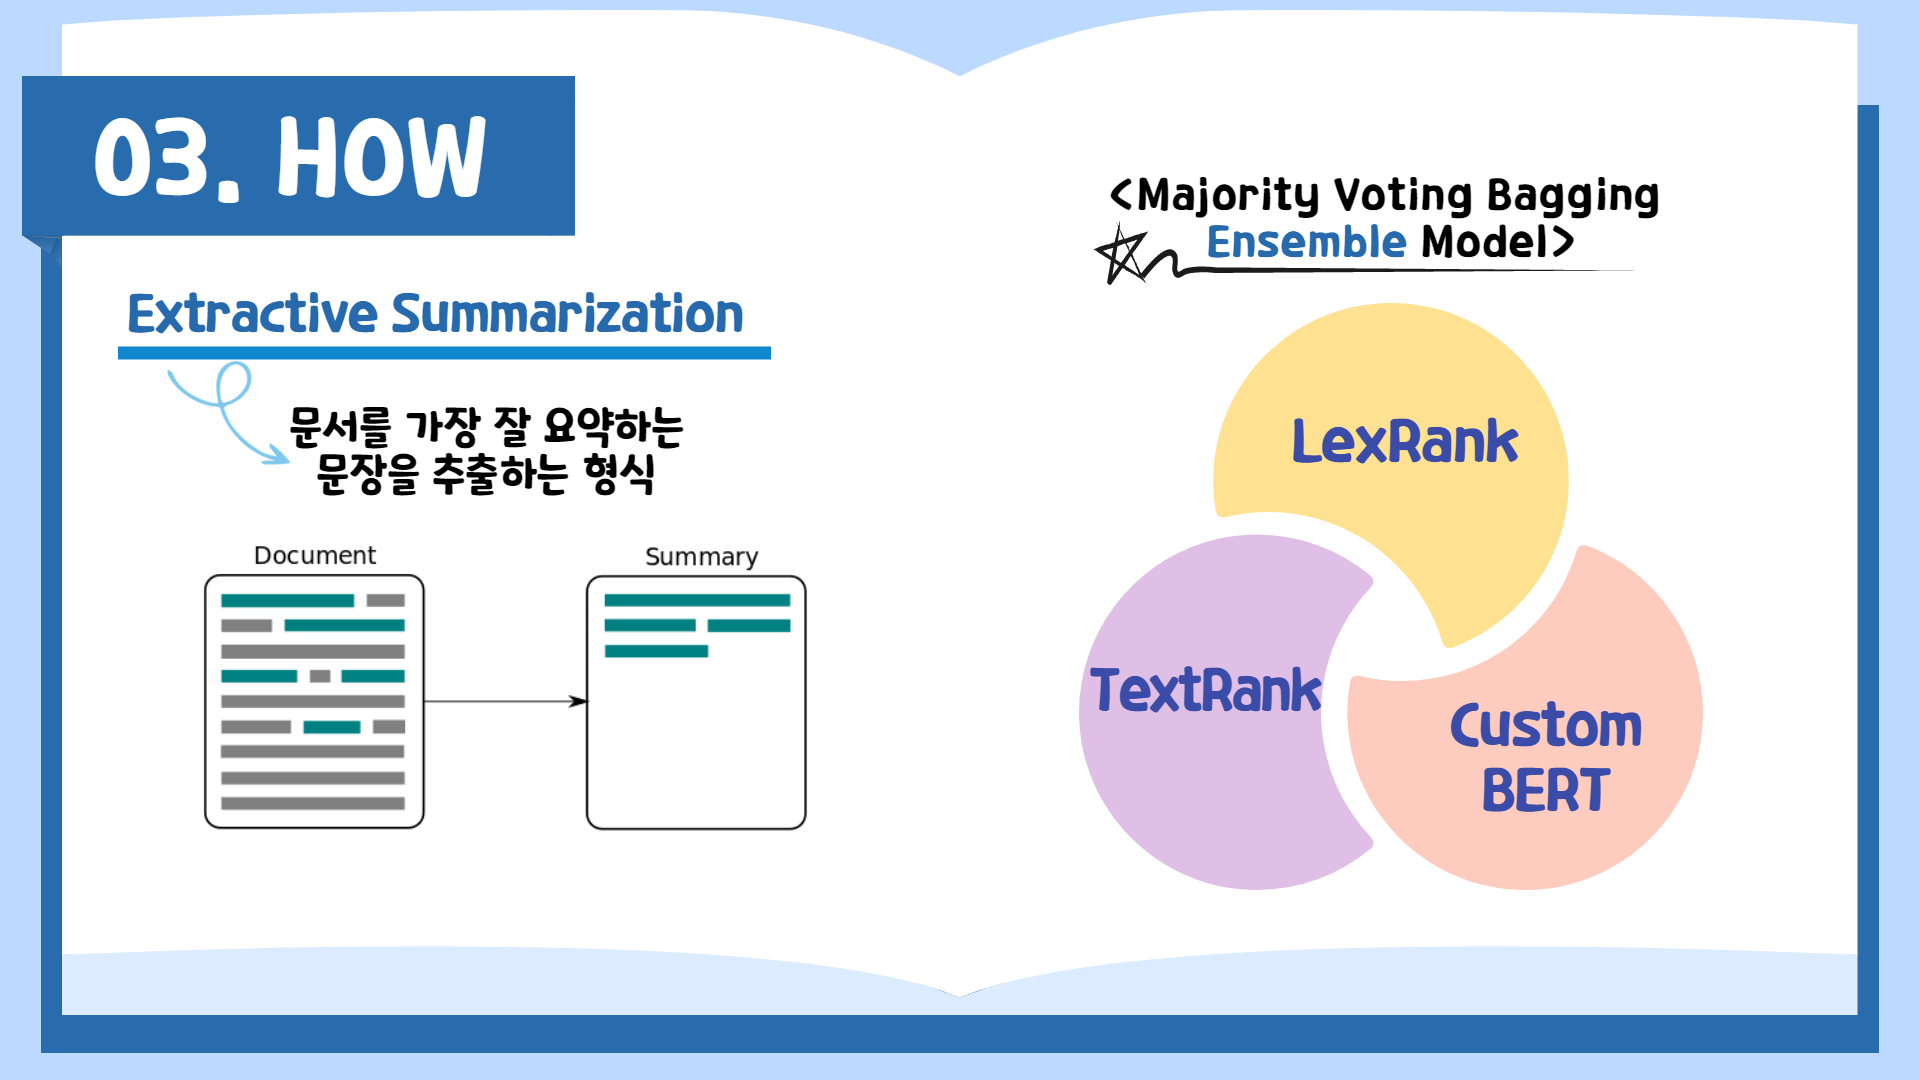 03. HOW
Extractive Summarization
문서를 가장 잘 요약하는
문장을 추출하는 형식
Document
Summary
<Majority Voting Bagging
Ensemble Model>
LexRank
TextRank
Custom
BERT